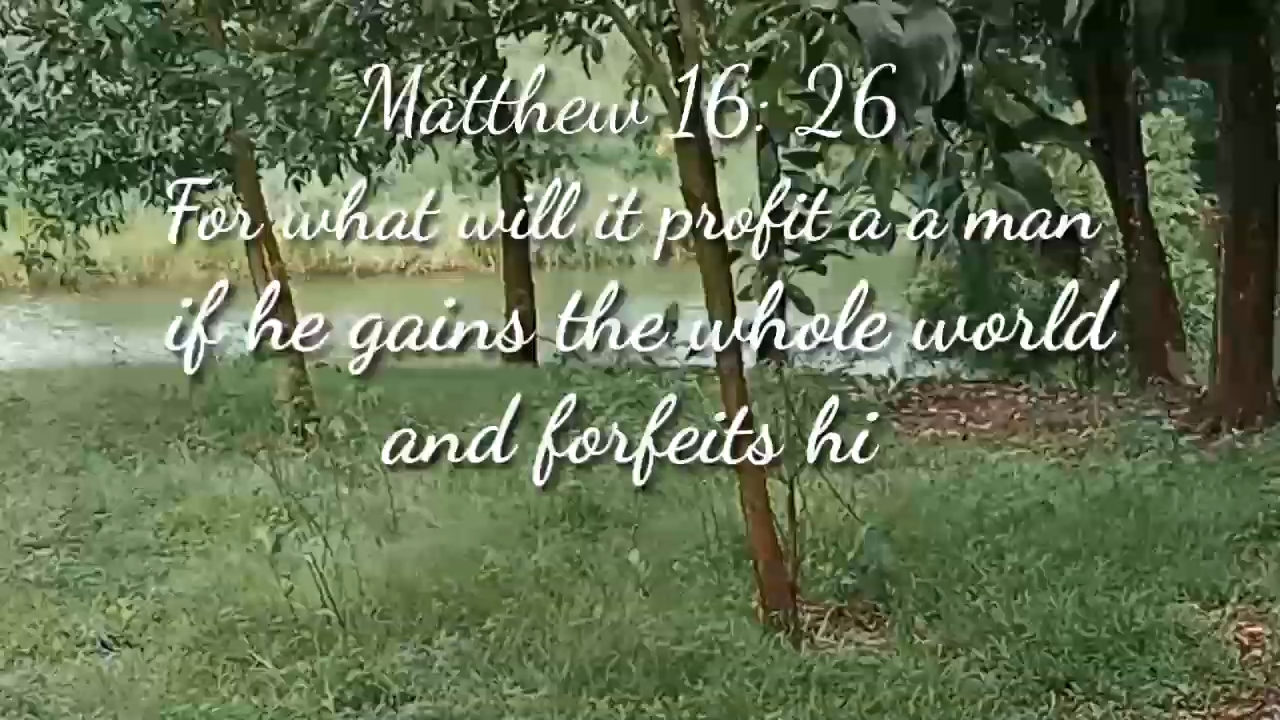 Matthew 16: 26
For what will it profit a a man
if he gains the whole world
and forfeits hi